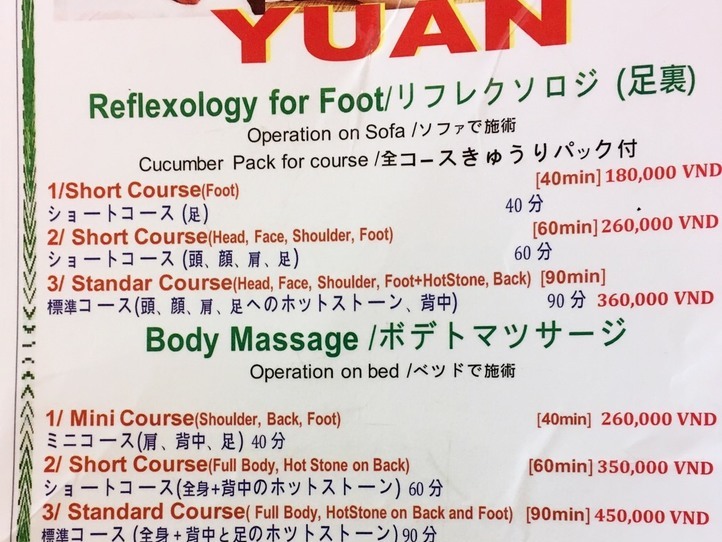 YUAN
Reflexology for Foot/リフレクソロジ (足裏)
Operation on Sofa /ソファで施術
Cucumber Pack for course /全コースきゅうりパック付
1/Short Course(Foot) [40min] 180,000 VND
ショートコース (足) 40 分
2/ Short Course(Head, Face, Shoulder, Foot) [60min] 260,000 VND
ショートコース (頭、顔、肩、足) 60 分
3/ Standar Course(Head, Face, Shoulder, Foot+HotStone, Back) [90min]
標準コース(頭、顔、肩、足へのホットストーン、背中) 90 分 360,000 VND
Body Massage /ボデトマツサージ
Operation on bed /ベツドで施術
1/ Mini Course(Shoulder, Back, Foot) [40min] 260,000 VND
ミニコース(肩、背中、足) 40 分
2/ Short Course(Full Body, Hot Stone on Back) [60min] 350,000 VND
ショートコース(全身+背中のホットストーン) 60 分
3/ Standard Course( Full Body, HotStone on Back and Foot) [90min] 450,000 VND
標準コース (全身+背中と足のホットストーン) 90 分